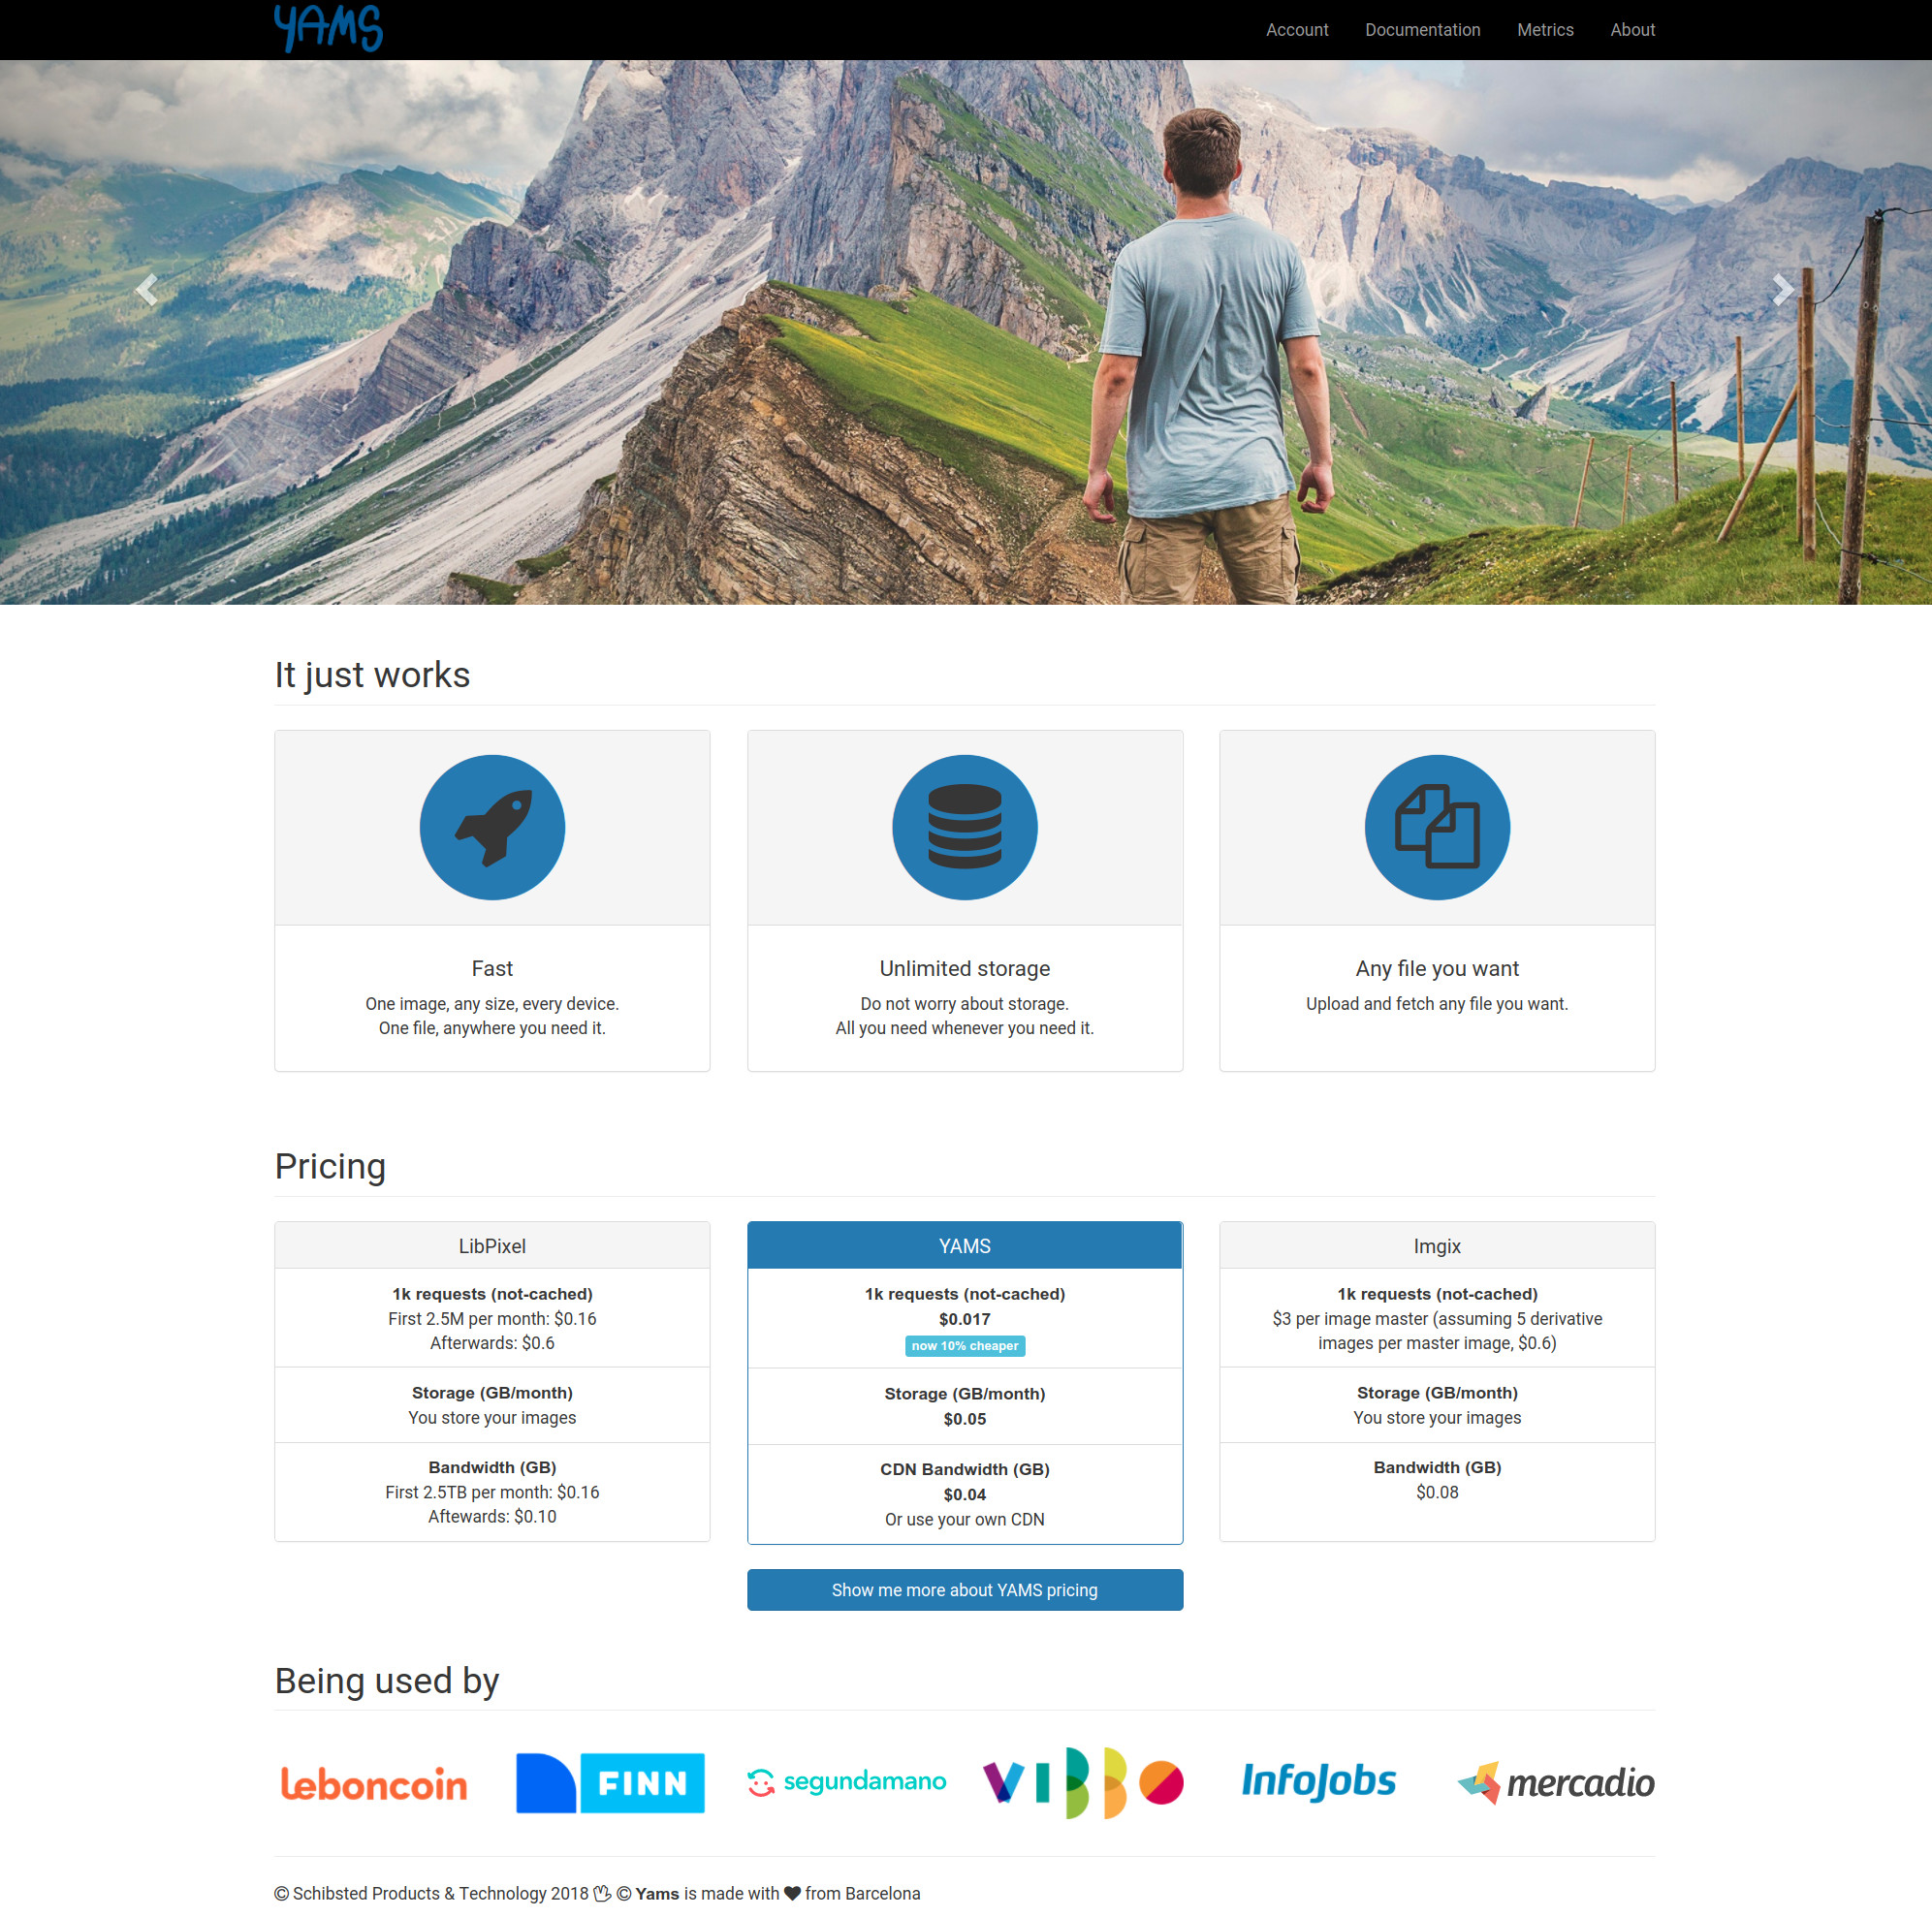 YAMS
Account Documentation Metrics About
It just works
Fast
One image, any size, every device.
One file, anywhere you need it.
Unlimited storage
Do not worry about storage.
All you need whenever you need it.
Any file you want
Upload and fetch any file you want.
Pricing
LibPixel
1k requests (not-cached)
First 2.5M per month: $0.16
Afterwards: $0.6
Storage (GB/month)
You store your images
Bandwidth (GB)
First 2.5TB per month: $0.16
Aftewards: $0.10
YAMS
1k requests (not-cached)
$0.017
now 10% cheaper
Storage (GB/month)
$0.05
CDN Bandwidth (GB)
$0.04
Or use your own CDN
Show me more about YAMS pricing
Imgix
1k requests (not-cached)
$3 per image master (assuming 5 derivative
images per master image, $0.6)
Storage (GB/month)
You store your images
Bandwidth (GB)
$0.08
Being used by
leboncoin
FINN
segundamano
VIBBO
InfoJobs
mercadio
© Schibsted Products & Technology 2018 © Yams is made with ♥ from Barcelona